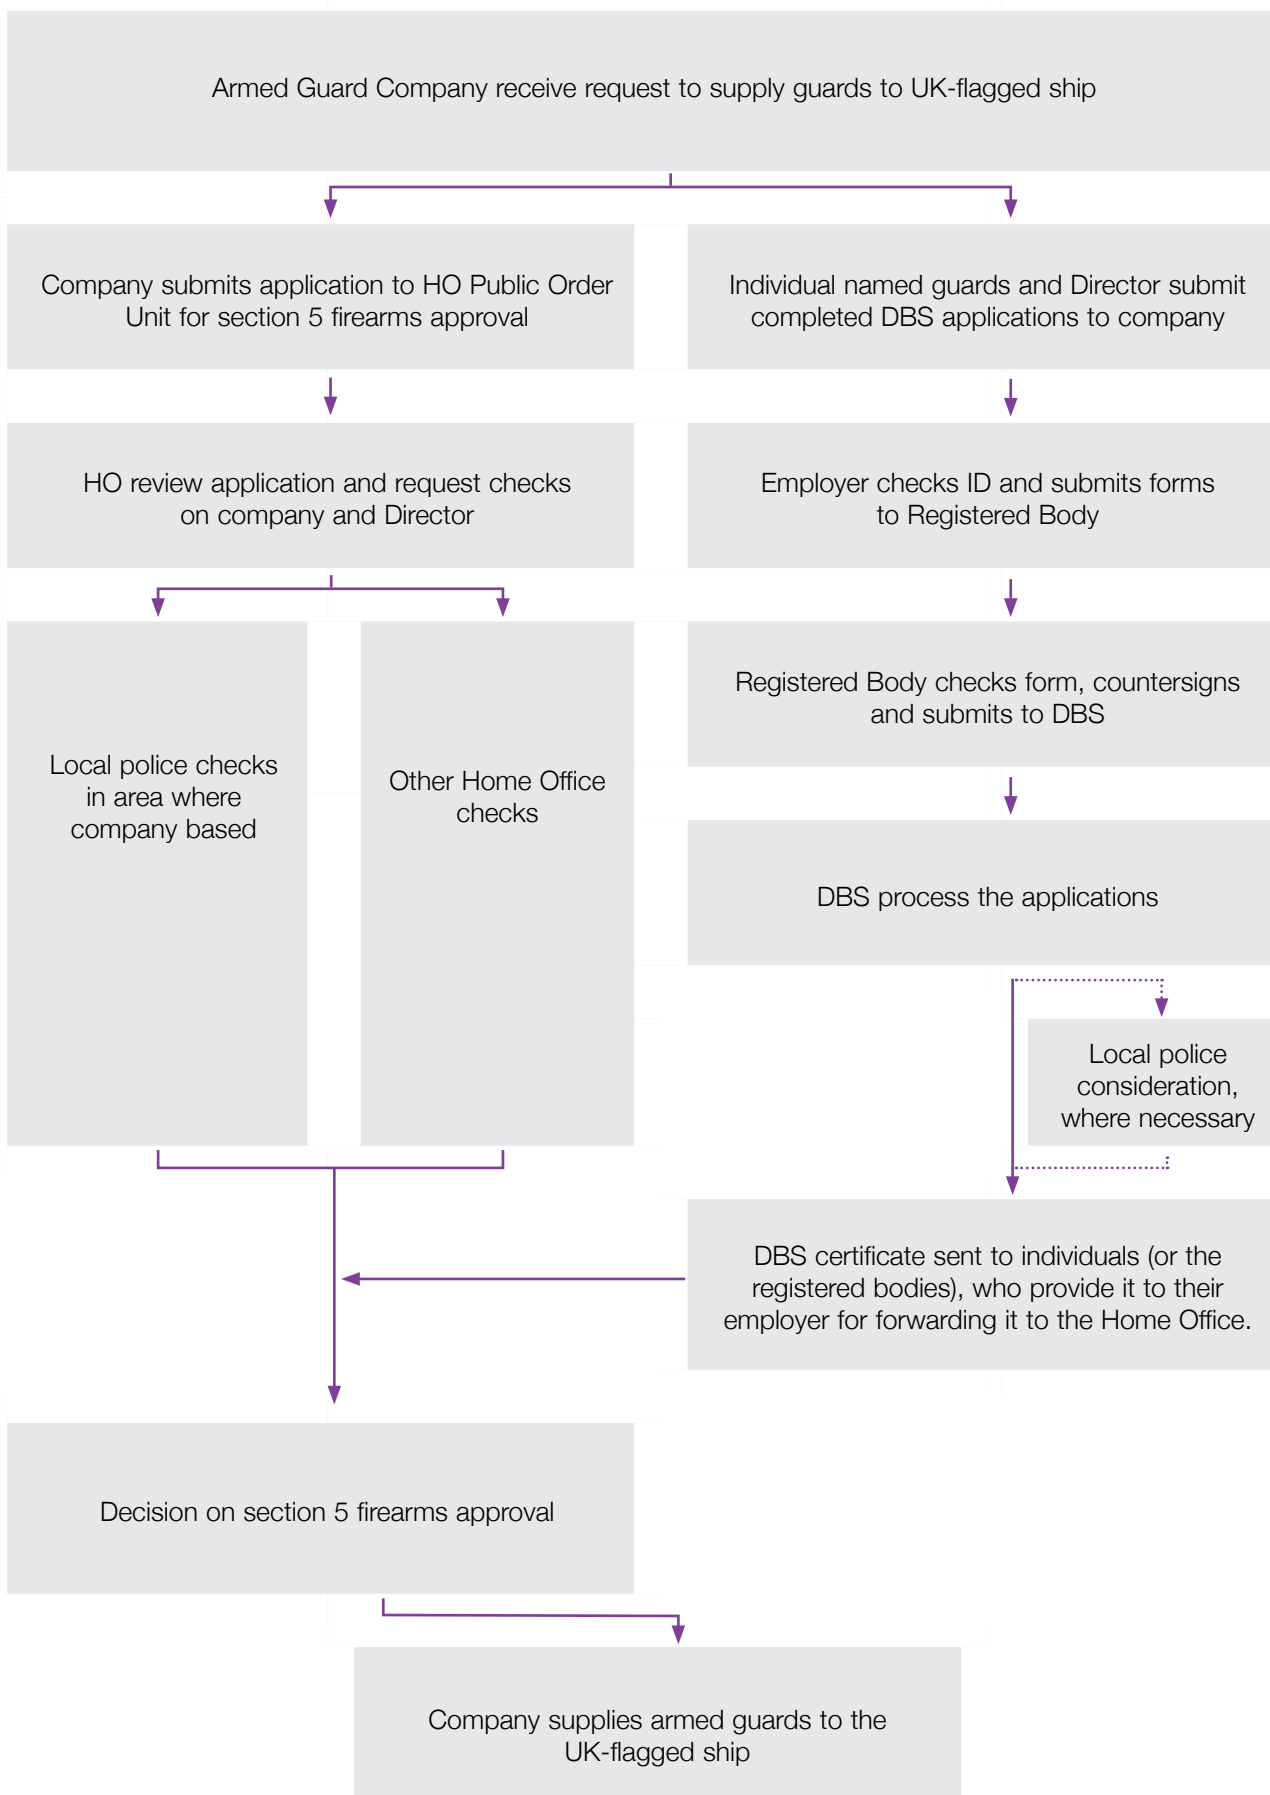 Armed Guard Company receive request to supply guards to UK-flagged ship
Company submits application to HO Public Order
Unit for section 5 firearms approval
Individual named guards and Director submit
completed DBS applications to company
HO review application and request checks
on company and Director
Employer checks ID and submits forms
to Registered Body
Local police checks
in area where
company based
Other Home Office
checks
Registered Body checks form, countersigns
and submits to DBS
DBS process the applications
Local police
consideration,
where necessary
DBS certificate sent to individuals (or the
registered bodies), who provide it to their
employer for forwarding it to the Home Office.
Decision on section 5 firearms approval
Company supplies armed guards to the
UK-flagged ship